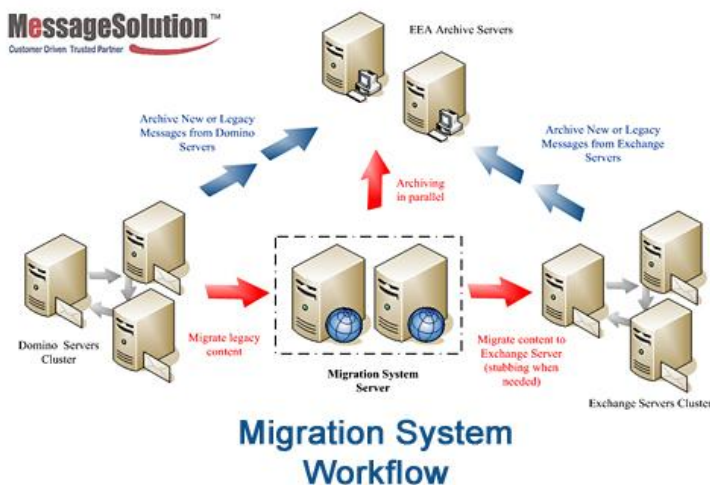 MessageSolution™
Customer Driven Trusted Partner
EEA Archive Servers
Archive New or Legacy
Messages from Domino
Servers
Archive New or Legacy
Messages from Exchange
Servers
Archiving
in parallel
Domino Servers
Cluster
Migrate legacy
content
Migration System
Server
Migrate content to
Exchange Server
(stubbing when
needed)
Exchange Servers Cluster
Migration System
Workflow